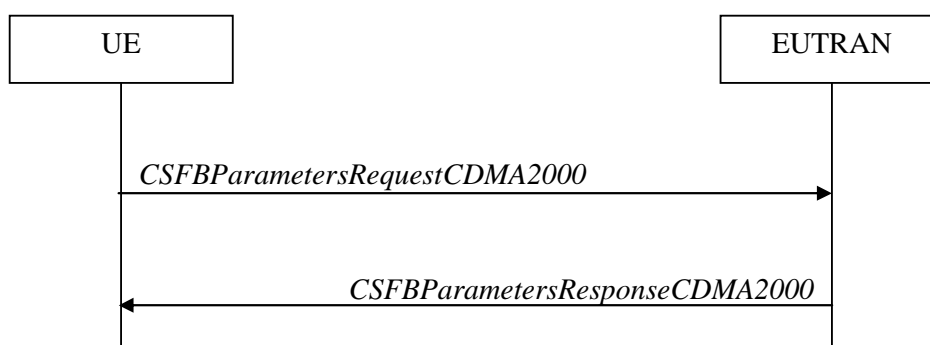 UE
EUTRAN
CSFBParametersRequestCDMA2000
CSFBParametersResponseCDMA2000